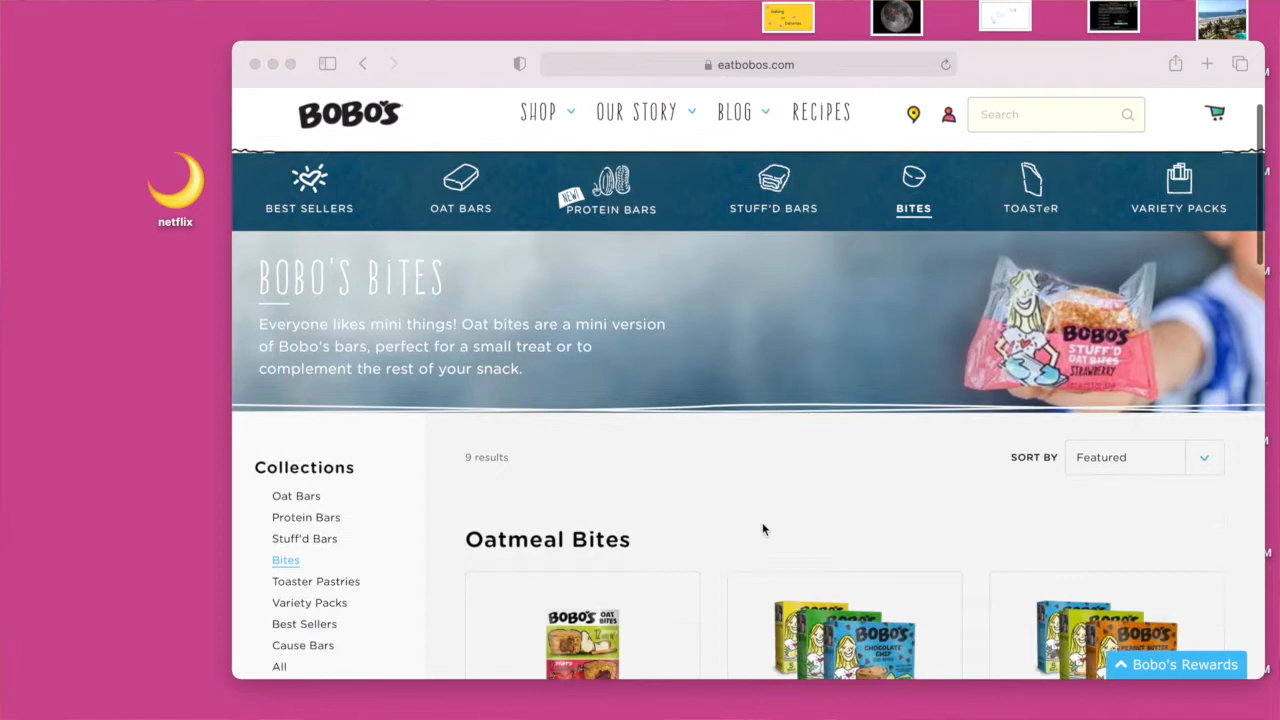 eatbobos.com
BOBO'S
SHOP
OUR STORY
BLOG
RECIPES
Search
netflix
BEST SELLERS
OAT BARS
NEW!
PROTEIN BARS
STUFF'D BARS
BITES
TOASTeR
VARIETY PACKS
BOBO'S BiTES
Everyone likes mini things! Oat bites are a mini version
of Bobo's bars, perfect for a small treat or to
complement the rest of your snack.
BOBO'S
STUFF'D
OAT BITES
STRAWBERRY
Collections
Oat Bars
Protein Bars
Stuff'd Bars
Bites
Toaster Pastries
Variety Packs
Best Sellers
Cause Bars
All
9 results
SORT BY
Featured
Oatmeal Bites
BOBO'S OAT BITES
BOBO'S
CHOCOLATE CHIP
BOBO'S
PEANUT BUTTER
Bobo's Rewards